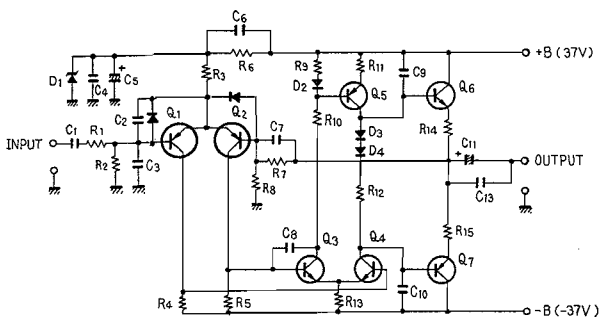 C6
+B (37V)
R6
R9
R11
D2
C9
D1
C4
C5
+
R3
Q5
Q6
Q1
Q2
R10
R14
C2
C7
D3
D4
C11
+
INPUT
C1
R1
OUTPUT
R2
C3
R7
R8
R12
C13
C8
Q3
Q4
R15
Q7
R4
R5
R13
C10
-B (-37V)